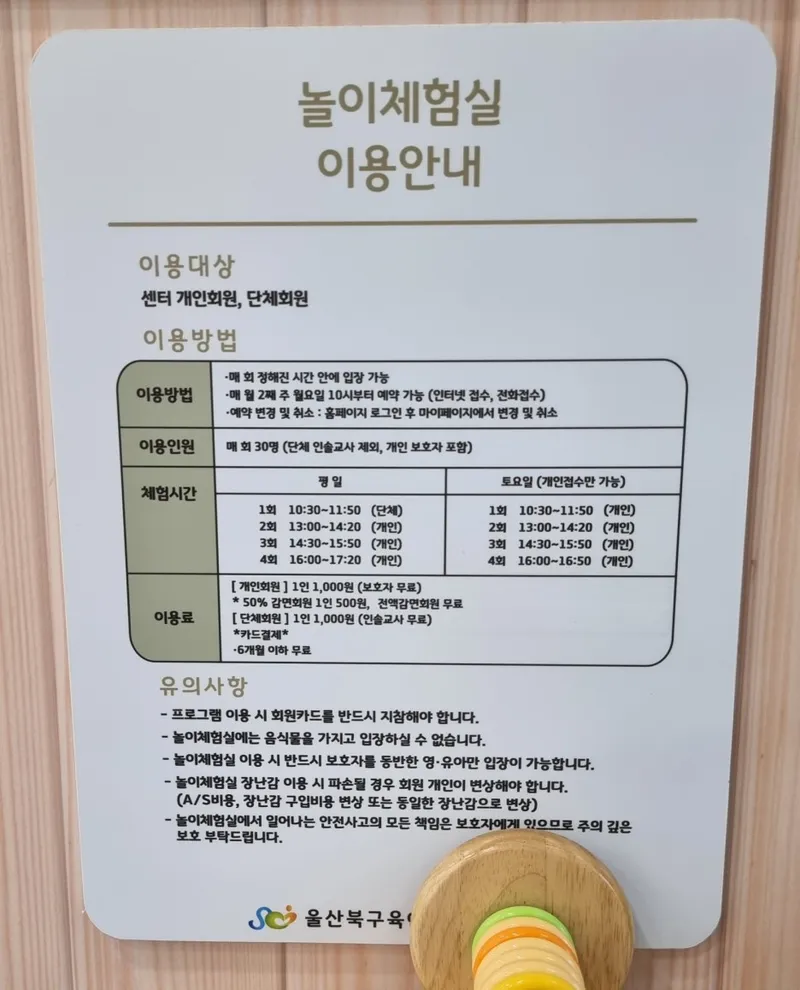 놀이체험실
이용안내
이용대상
센터 개인회원, 단체회원
이용방법
이용방법
·매 회 정해진 시간 안에 입장 가능
·매 월 2째 주 월요일 10시부터 예약 가능 (인터넷 접수, 전화접수)
·예약 변경 및 취소 : 홈페이지 로그인 후 마이페이지에서 변경 및 취소
이용인원
매 회 30명 (단체 인솔교사 제외, 개인 보호자 포함)
체험시간
평 일
토요일 (개인접수만 가능)
1회 10:30~11:50 (단체)
2회 13:00~14:20 (개인)
3회 14:30~15:50 (개인)
4회 16:00~17:20 (개인)
1회 10:30~11:50 (개인)
2회 13:00~14:20 (개인)
3회 14:30~15:50 (개인)
4회 16:00~16:50 (개인)
이용료
[ 개인회원 ] 1인 1,000원 (보호자 무료)
* 50% 감면회원 1인 500원, 전액감면회원 무료
[ 단체회원 ] 1인 1,000원 (인솔교사 무료)
*카드결제*
·6개월 이하 무료
유의사항
- 프로그램 이용 시 회원카드를 반드시 지참해야 합니다.
- 놀이체험실에는 음식물을 가지고 입장하실 수 없습니다.
- 놀이체험실 이용 시 반드시 보호자를 동반한 영·유아만 입장이 가능합니다.
- 놀이체험실 장난감 이용 시 파손될 경우 회원 개인이 변상해야 합니다.
(A/S비용, 장난감 구입비용 변상 또는 동일한 장난감으로 변상)
- 놀이체험실에서 일어나는 안전사고의 모든 책임은 보호자에게 있으므로 주의 깊은
보호 부탁드립니다.
울산북구육